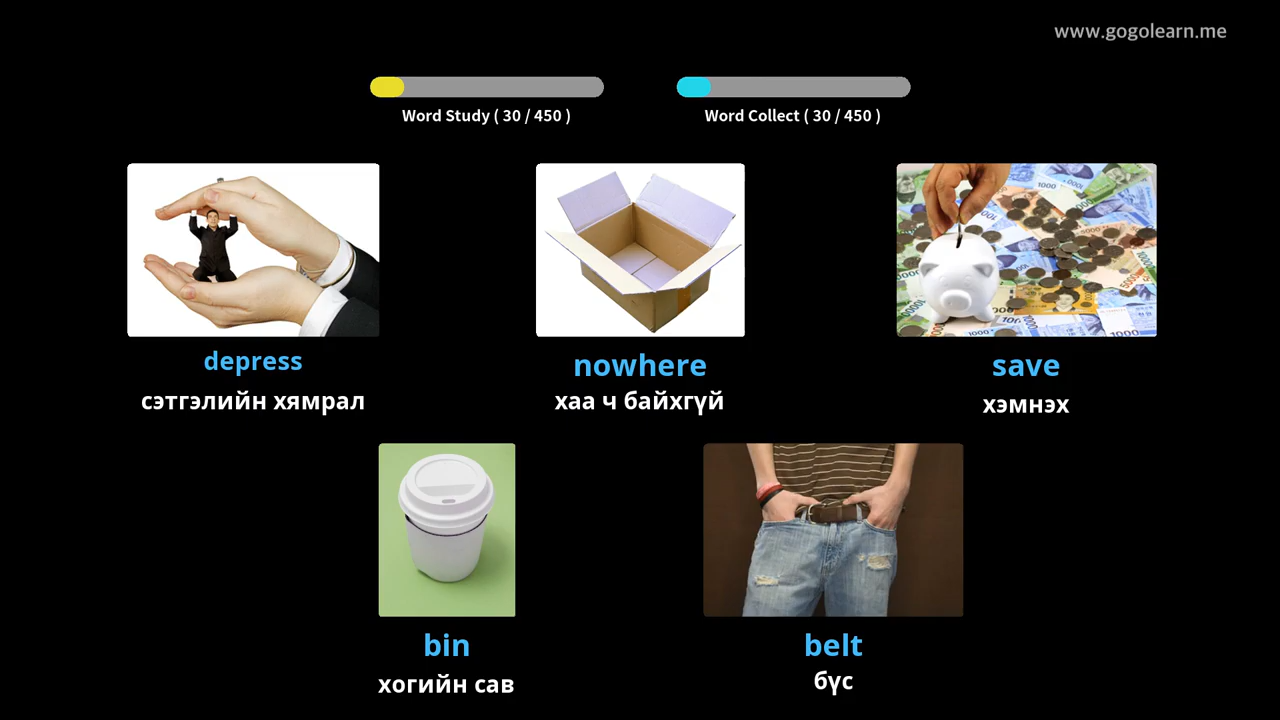 www.gogolearn.me
Word Study ( 30 / 450 )
Word Collect ( 30 / 450 )
depress
сэтгэлийн хямрал
nowhere
хаа ч байхгүй
save
хэмнэх
bin
хогийн сав
belt
бүс